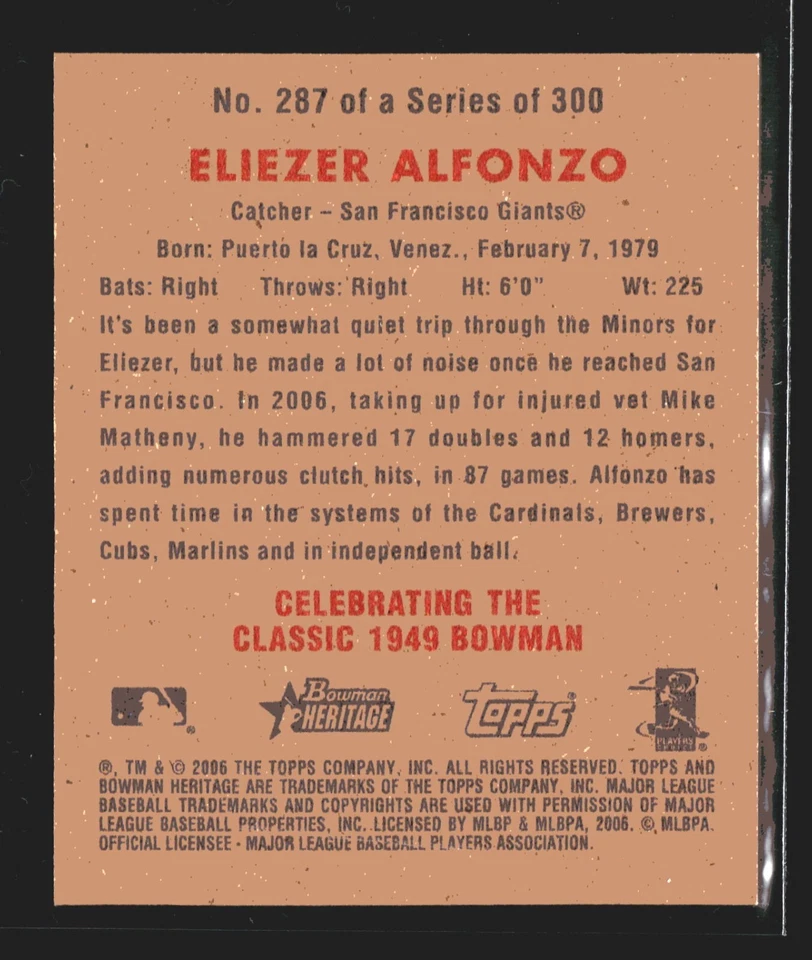 No. 287 of a Series of 300
ELIEZER ALFONZO
Catcher – San Francisco Giants®
Born: Puerto la Cruz, Venez., February 7, 1979
Bats: Right Throws: Right Ht: 6'0" Wt: 225
It's been a somewhat quiet trip through the Minors for
Eliezer, but he made a lot of noise once he reached San
Francisco. In 2006, taking up for injured vet Mike
Matheny, he hammered 17 doubles and 12 homers,
adding numerous clutch hits, in 87 games. Alfonzo has
spent time in the systems of the Cardinals, Brewers,
Cubs, Marlins and in independent ball.
CELEBRATING THE
CLASSIC 1949 BOWMAN
Bowman
HERITAGE
topps®
PLAYERS
CHOICE ®
®, TM & © 2006 THE TOPPS COMPANY, INC. ALL RIGHTS RESERVED. TOPPS AND
BOWMAN HERITAGE ARE TRADEMARKS OF THE TOPPS COMPANY, INC. MAJOR LEAGUE
BASEBALL TRADEMARKS AND COPYRIGHTS ARE USED WITH PERMISSION OF MAJOR
LEAGUE BASEBALL PROPERTIES, INC. LICENSED BY MLBP & MLBPA, 2006. © MLBPA.
OFFICIAL LICENSEE - MAJOR LEAGUE BASEBALL PLAYERS ASSOCIATION.